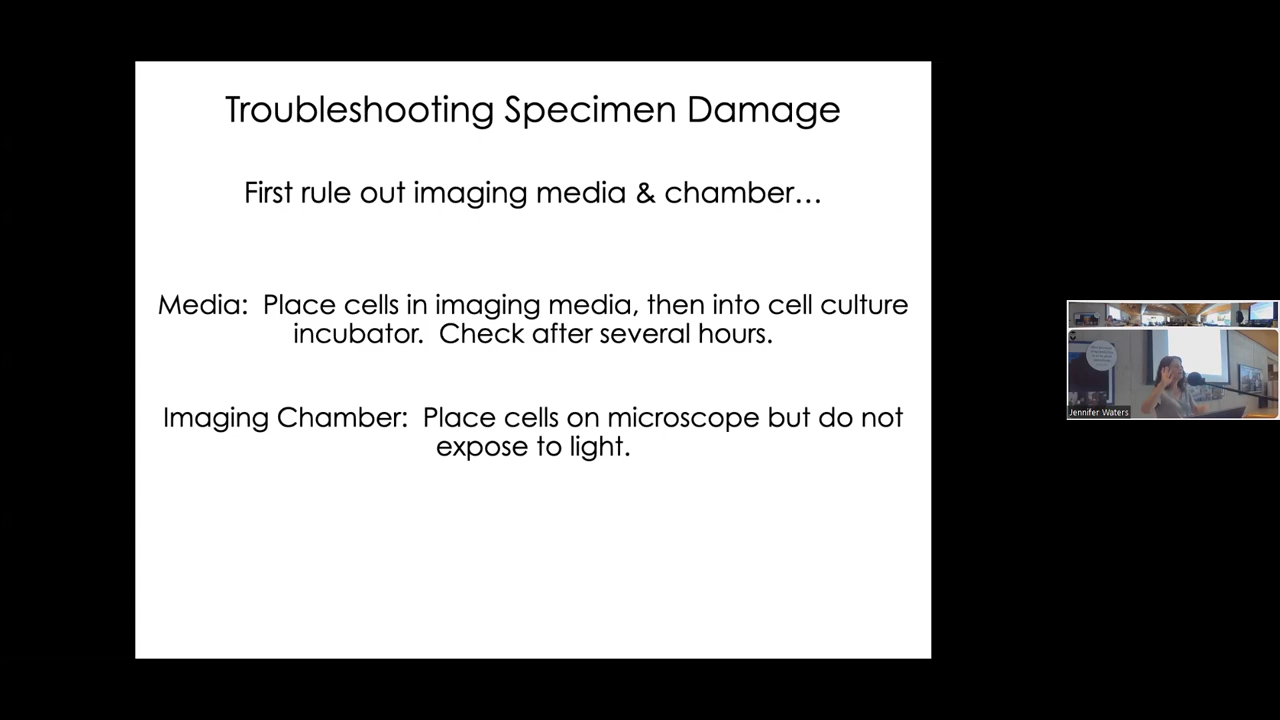 Troubleshooting Specimen Damage
First rule out imaging media & chamber…
Media:  Place cells in imaging media, then into cell culture
incubator.  Check after several hours.
Imaging Chamber:  Place cells on microscope but do not
expose to light.
Jennifer Waters